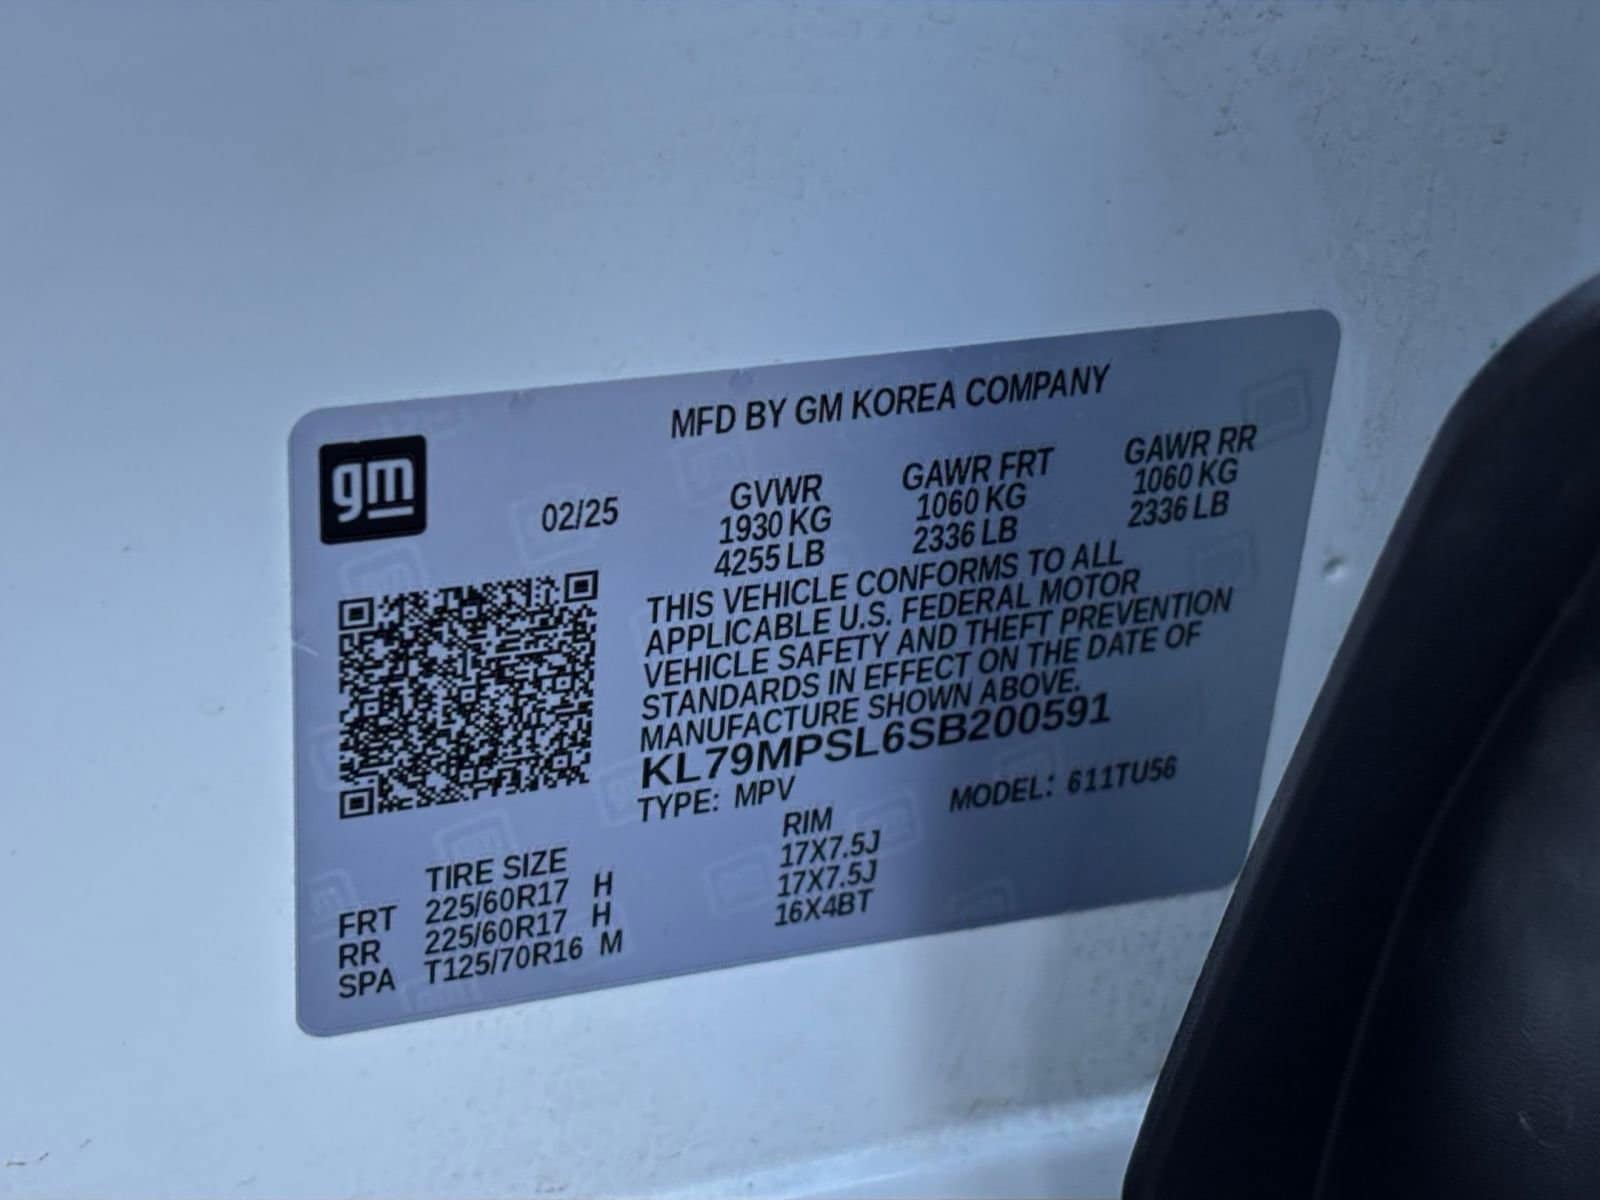 gm
MFD BY GM KOREA COMPANY
02/25 GVWR GAWR FRT GAWR RR
1930 KG 1060 KG 1060 KG
4255 LB 2336 LB 2336 LB
THIS VEHICLE CONFORMS TO ALL
APPLICABLE U.S. FEDERAL MOTOR
VEHICLE SAFETY AND THEFT PREVENTION
STANDARDS IN EFFECT ON THE DATE OF
MANUFACTURE SHOWN ABOVE.
KL79MPSL6SB200591
TYPE: MPV MODEL: 611TU56
TIRE SIZE RIM
FRT 225/60R17 H 17X7.5J
RR 225/60R17 H 17X7.5J
SPA T125/70R16 M 16X4BT